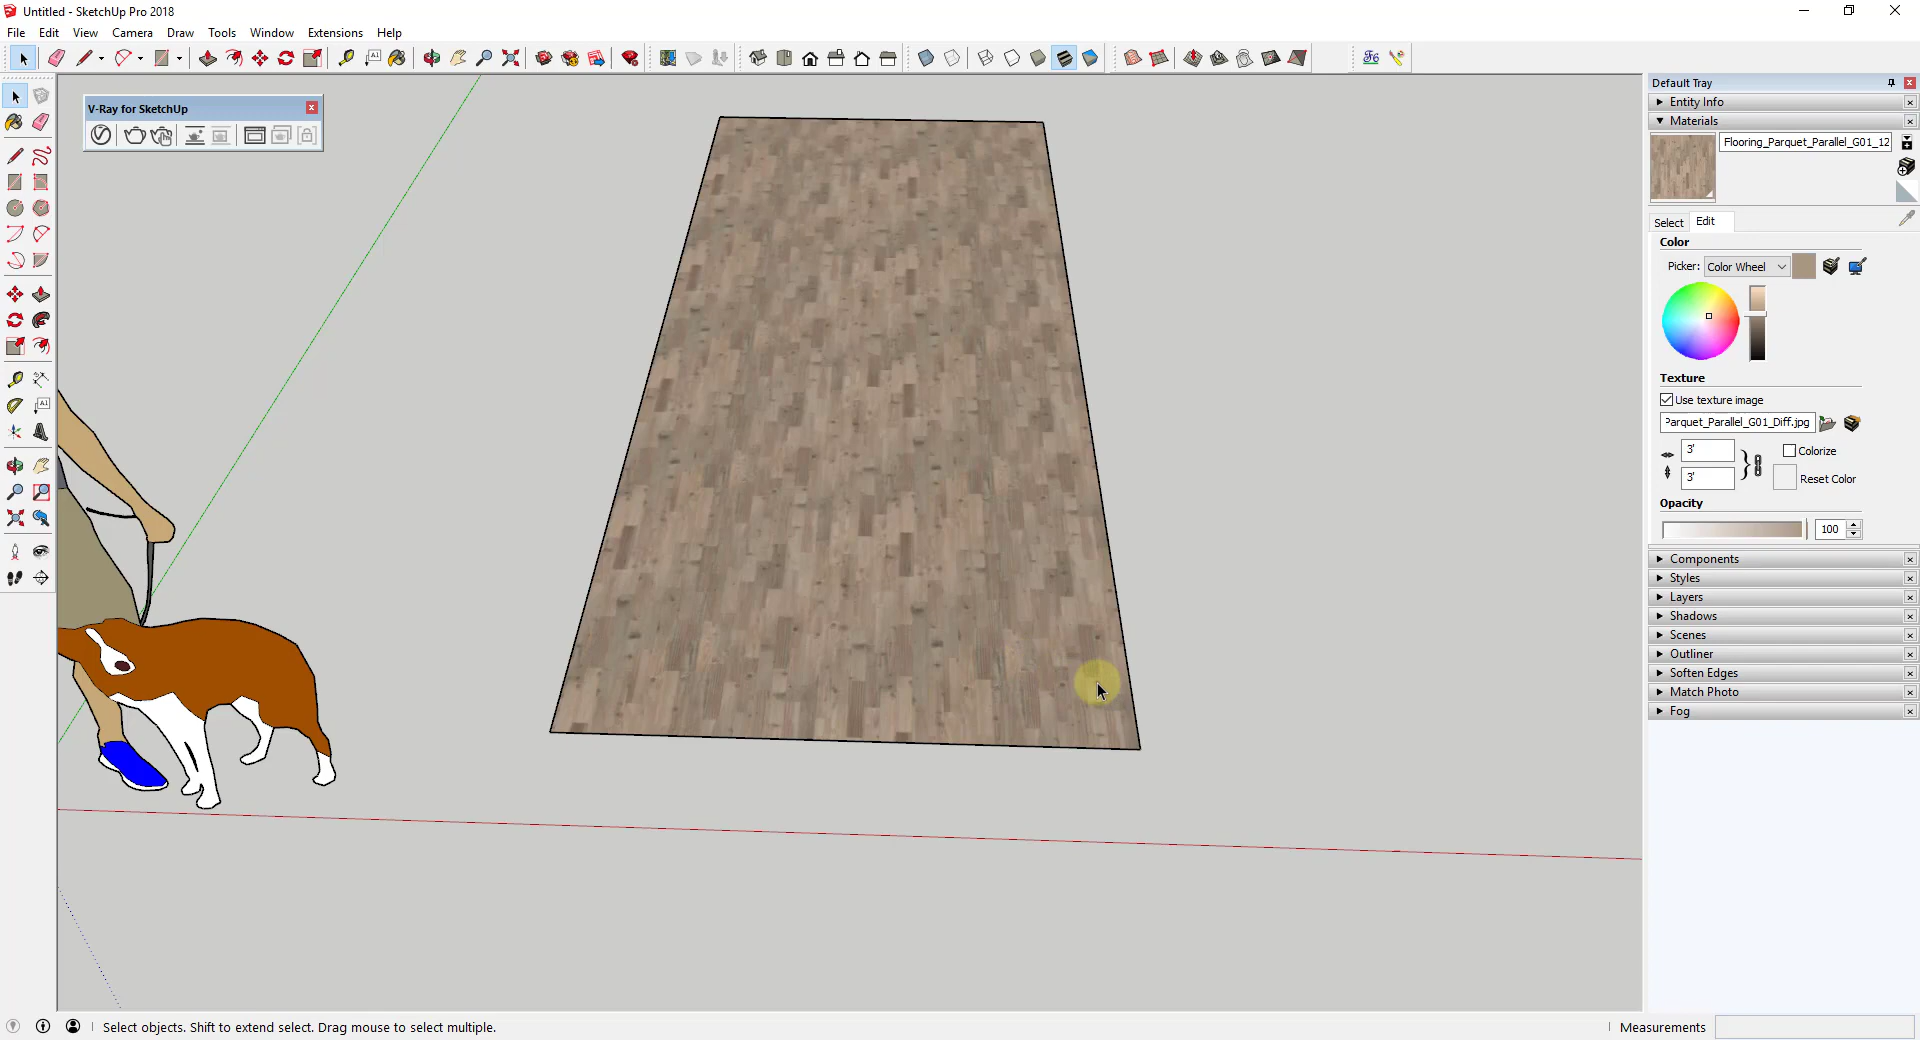 Untitled - SketchUp Pro 2018
File Edit View Camera Draw Tools Window Extensions Help
V-Ray for SketchUp
Default Tray
Entity Info
Materials
Flooring_Parquet_Parallel_G01_12
Select Edit
Color
Picker: Color Wheel
Texture
Use texture image
Parquet_Parallel_G01_Diff.jpg
3' Colorize
3' Reset Color
Opacity
100
Components
Styles
Layers
Shadows
Scenes
Outliner
Soften Edges
Match Photo
Fog
Select objects. Shift to extend select. Drag mouse to select multiple.
Measurements